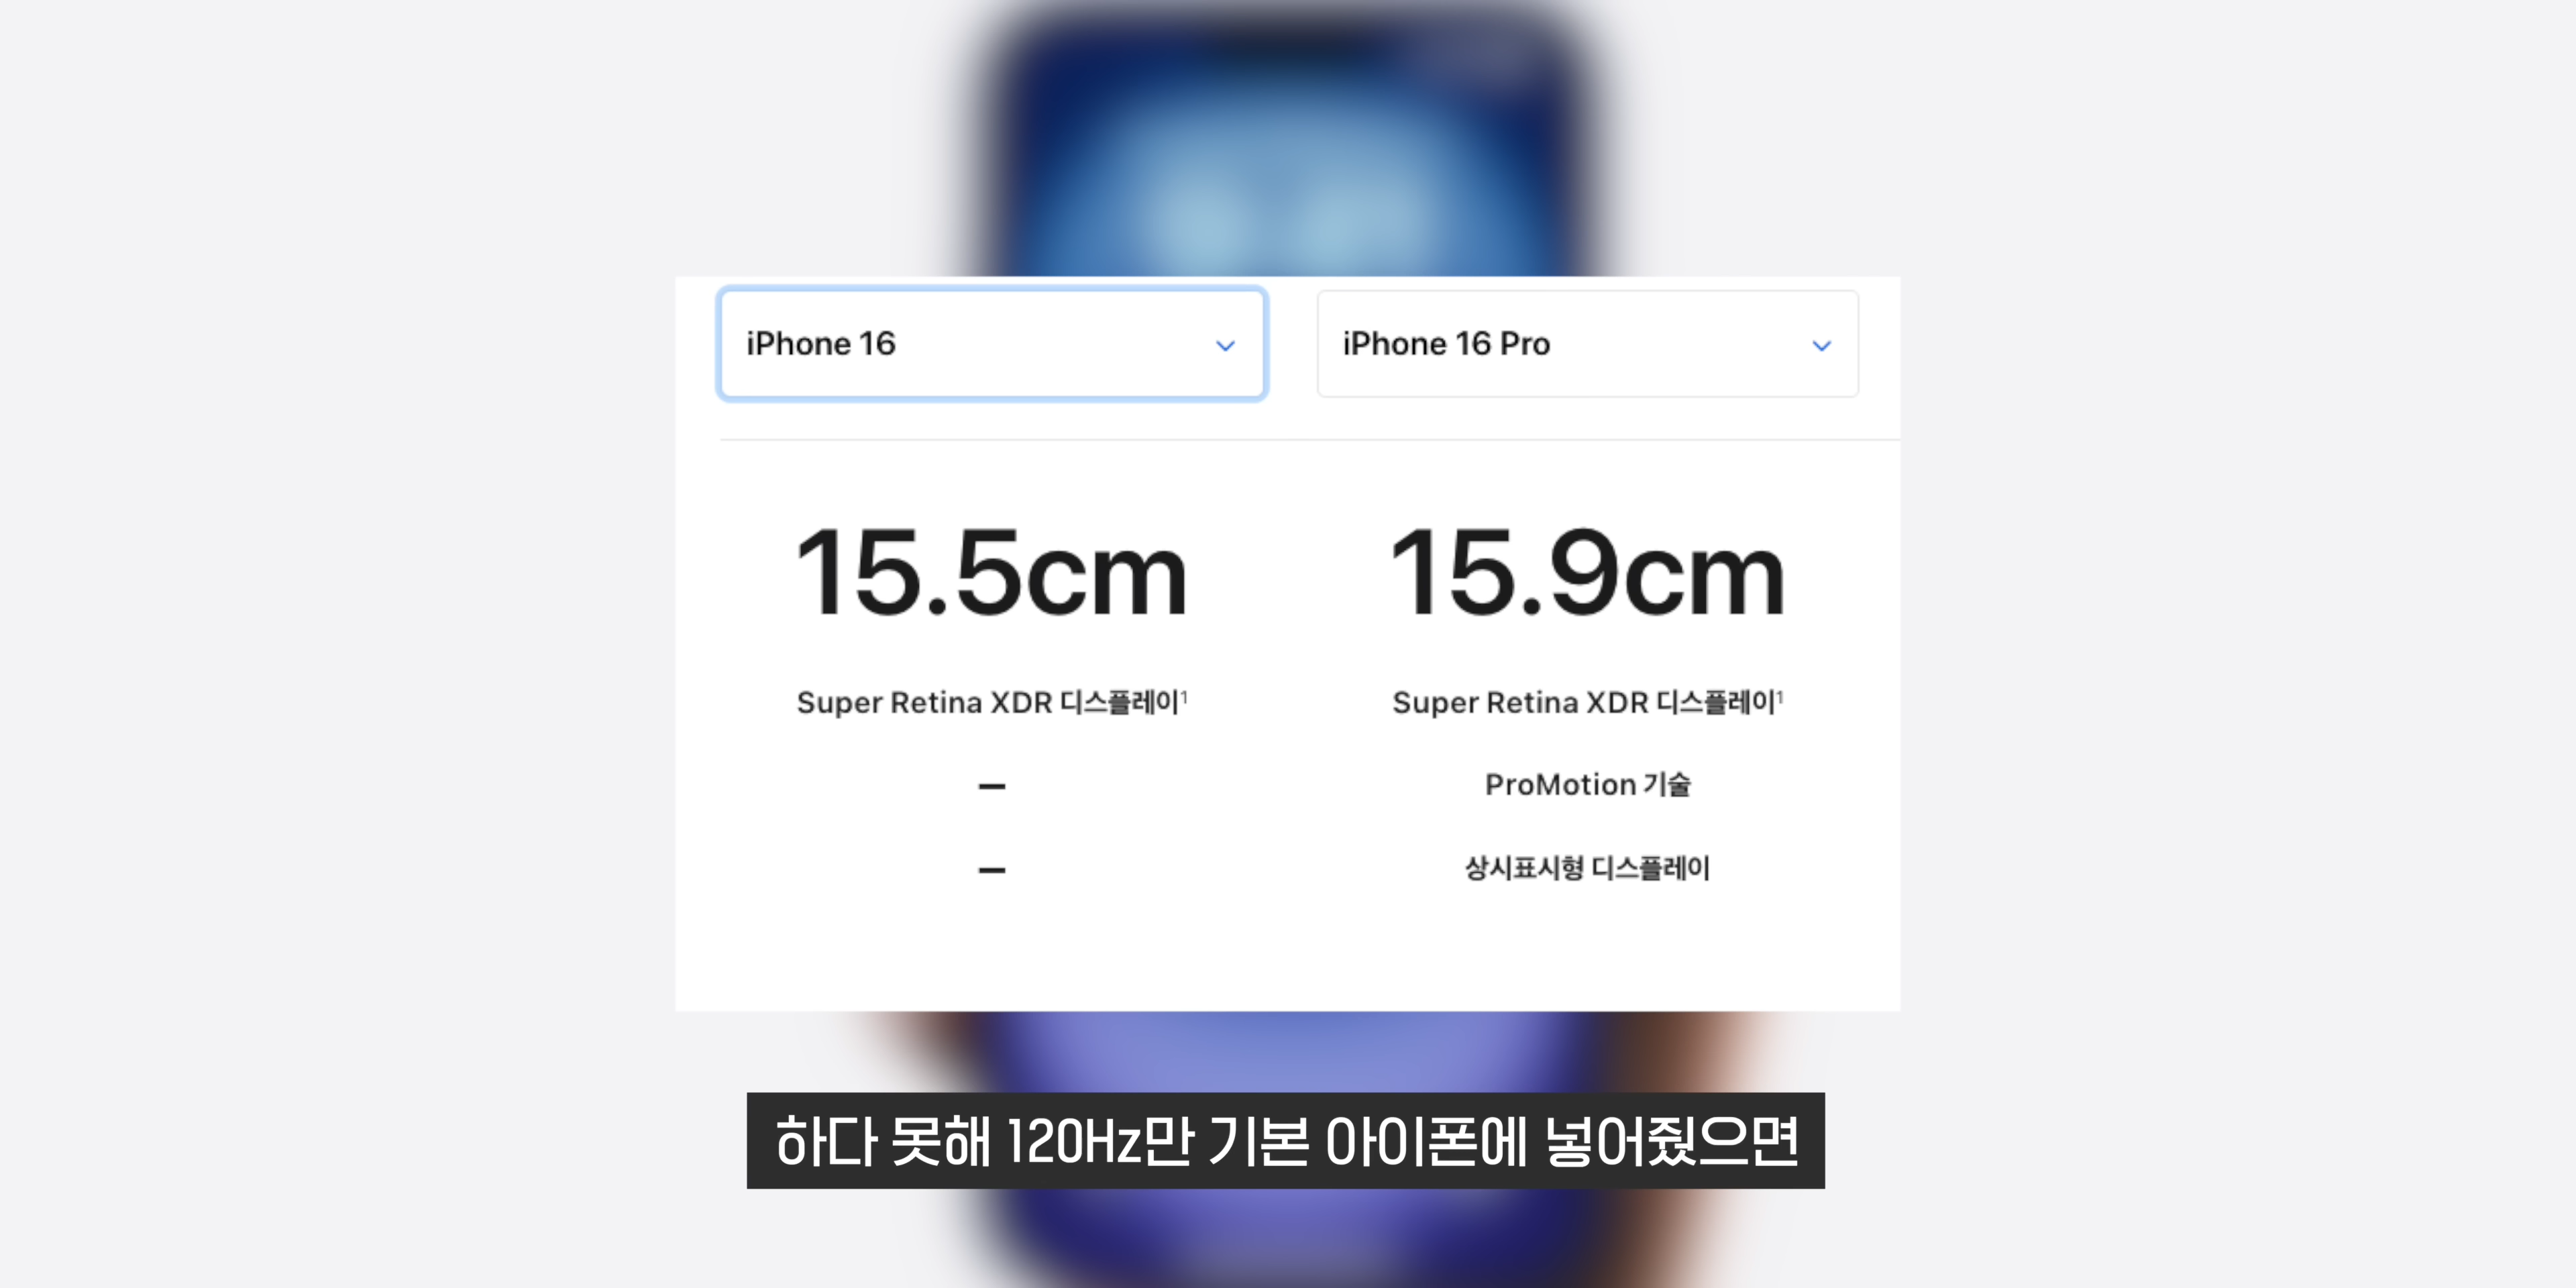 iPhone 16
iPhone 16 Pro
15.5cm
15.9cm
Super Retina XDR 디스플레이¹
Super Retina XDR 디스플레이¹
–
ProMotion 기술
–
상시표시형 디스플레이
하다 못해 120Hz만 기본 아이폰에 넣어줬으면